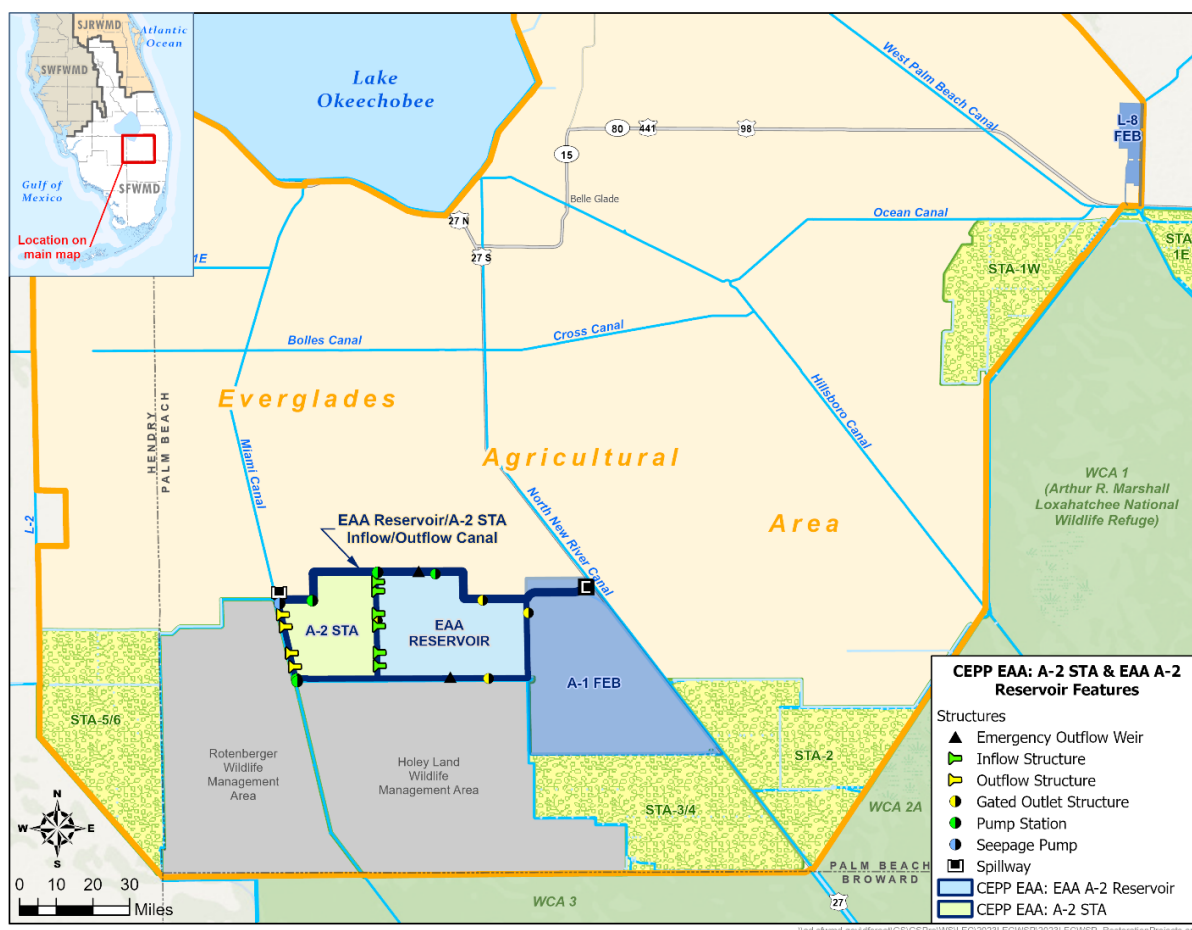 SJRWMD
Atlantic
Ocean
SWFWMD
Gulf of
Mexico
SFWMD
Location on
main map
Lake
Okeechobee
West Palm Beach Canal
80
441
98
15
L-8
FEB
Belle Glade
27 N
27 S
Ocean Canal
STA-1W
STA
1E
1E
Bolles Canal
Cross Canal
Hillsboro Canal
Everglades
HENDRY
PALM BEACH
Miami Canal
Agricultural
WCA 1
(Arthur R. Marshall
Loxahatchee National
Wildlife Refuge)
L-2
North New River Canal
EAA Reservoir/A-2 STA
Inflow/Outflow Canal
Area
A-2 STA
EAA
RESERVOIR
A-1 FEB
STA-5/6
Rotenberger
Wildlife
Management
Area
Holey Land
Wildlife
Management Area
STA-2
STA-3/4
WCA 2A
PALM BEACH
BROWARD
WCA 3
27
N
W
E
S
0 10 20 30
Miles
CEPP EAA: A-2 STA & EAA A-2
Reservoir Features
Structures
Emergency Outflow Weir
Inflow Structure
Outflow Structure
Gated Outlet Structure
Pump Station
Seepage Pump
Spillway
CEPP EAA: EAA A-2 Reservoir
CEPP EAA: A-2 STA